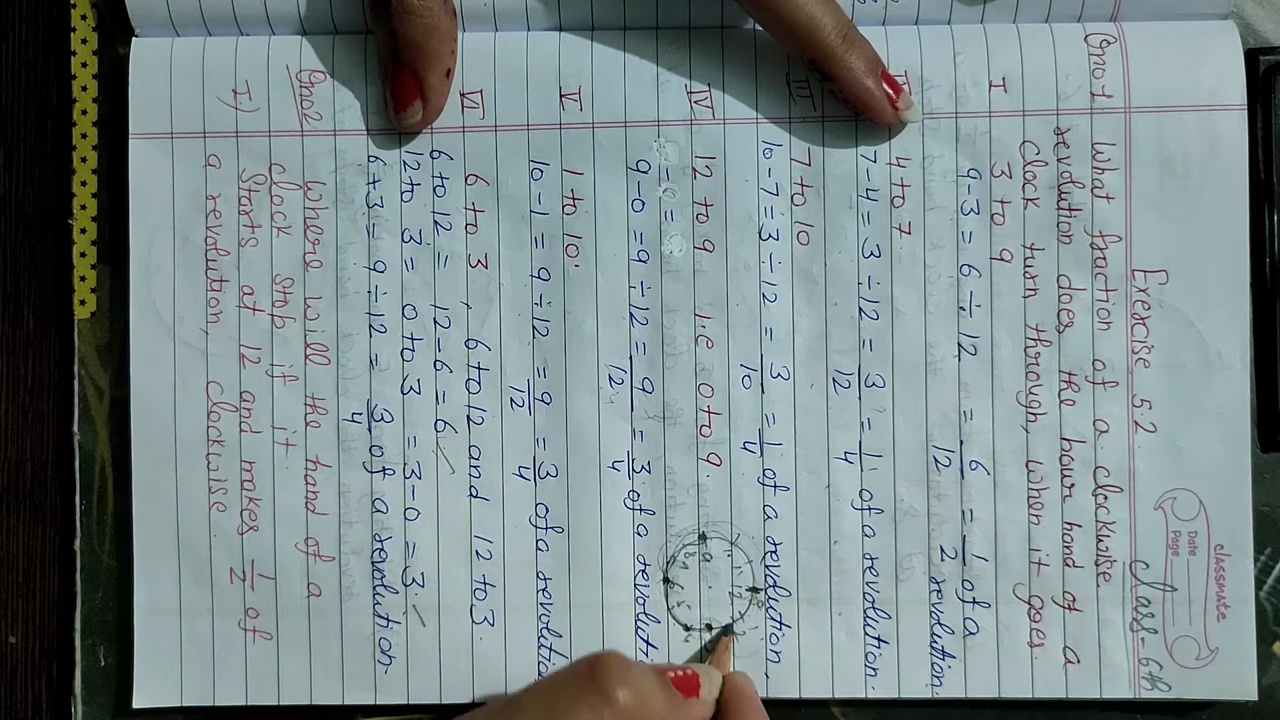 classmate
Date
Page
Exercise 5.2. Class-6th
Qno1 What fraction of a clockwise
revolution does the hour hand of a
clock turn through, when it goes.
I 3 to 9
9-3 = 6 ÷ 12 = 6/12 = 1/2 of a revolution.
4 to 7
7-4 = 3 ÷ 12 = 3/12 = 1/4 of a revolution.
III 7 to 10
10-7 = 3 ÷ 12 = 3/10 = 1/4 of a revolution.
IV 12 to 9 i.e 0 to 9.
9-0 = 9 ÷ 12 = 9/12 = 3/4 of a revoluti
V 1 to 10.
10-1 = 9 ÷ 12 = 9/12 = 3/4 of a revolutio
VI 6 to 3, 6 to 12 and 12 to 3.
6 to 12 = 12-6 = 6
12 to 3 = 0 to 3 = 3-0 = 3.
6+3 = 9 ÷ 12 = 3/4 of a revolution.
Qno2 Where will the hand of a
clock stop if it.
I) Starts at 12 and makes 1/2 of
a revolution, clockwise.